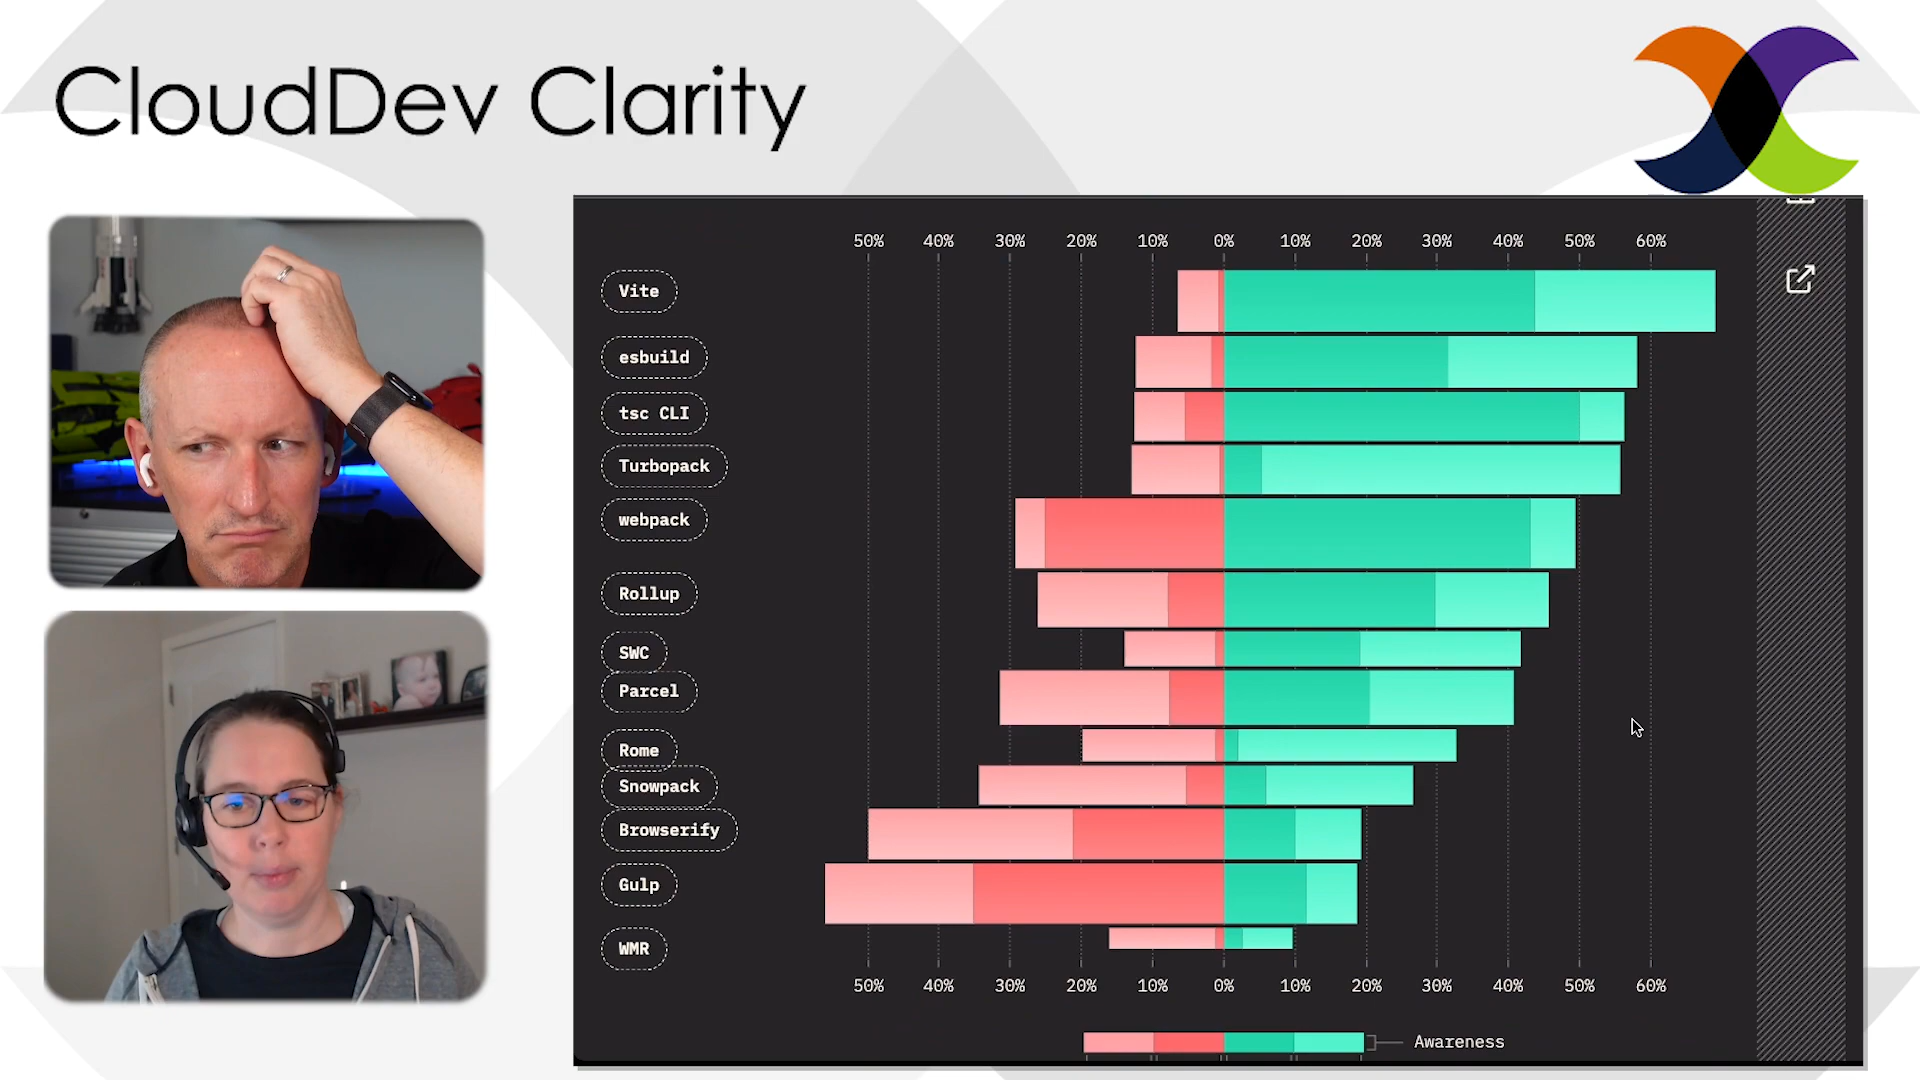 CloudDev Clarity
50% 40% 30% 20% 10% 0% 10% 20% 30% 40% 50% 60%
Vite
esbuild
tsc CLI
Turbopack
webpack
Rollup
SWC
Parcel
Rome
Snowpack
Browserify
Gulp
WMR
50% 40% 30% 20% 10% 0% 10% 20% 30% 40% 50% 60%
Awareness